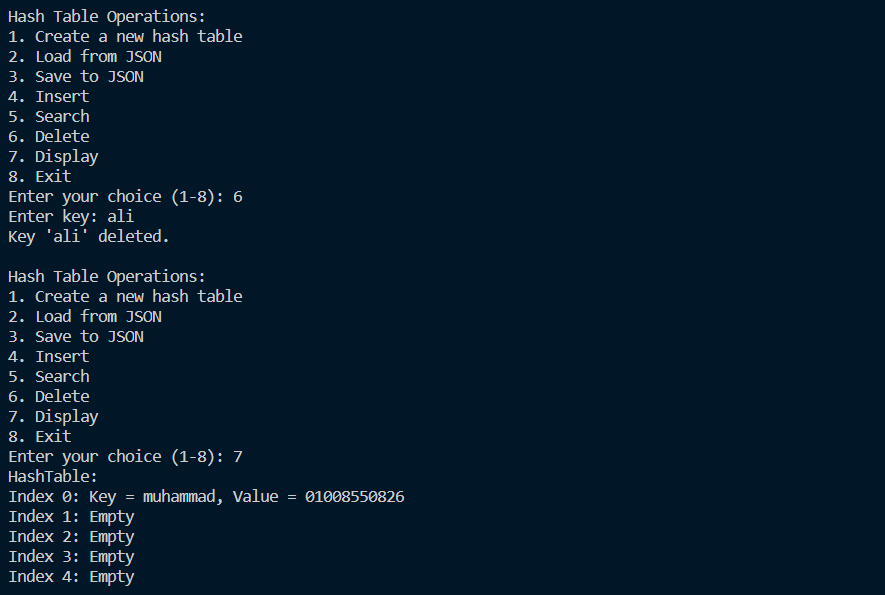 Hash Table Operations:
1. Create a new hash table
2. Load from JSON
3. Save to JSON
4. Insert
5. Search
6. Delete
7. Display
8. Exit
Enter your choice (1-8): 6
Enter key: ali
Key 'ali' deleted.
Hash Table Operations:
1. Create a new hash table
2. Load from JSON
3. Save to JSON
4. Insert
5. Search
6. Delete
7. Display
8. Exit
Enter your choice (1-8): 7
HashTable:
Index 0: Key = muhammad, Value = 01008550826
Index 1: Empty
Index 2: Empty
Index 3: Empty
Index 4: Empty